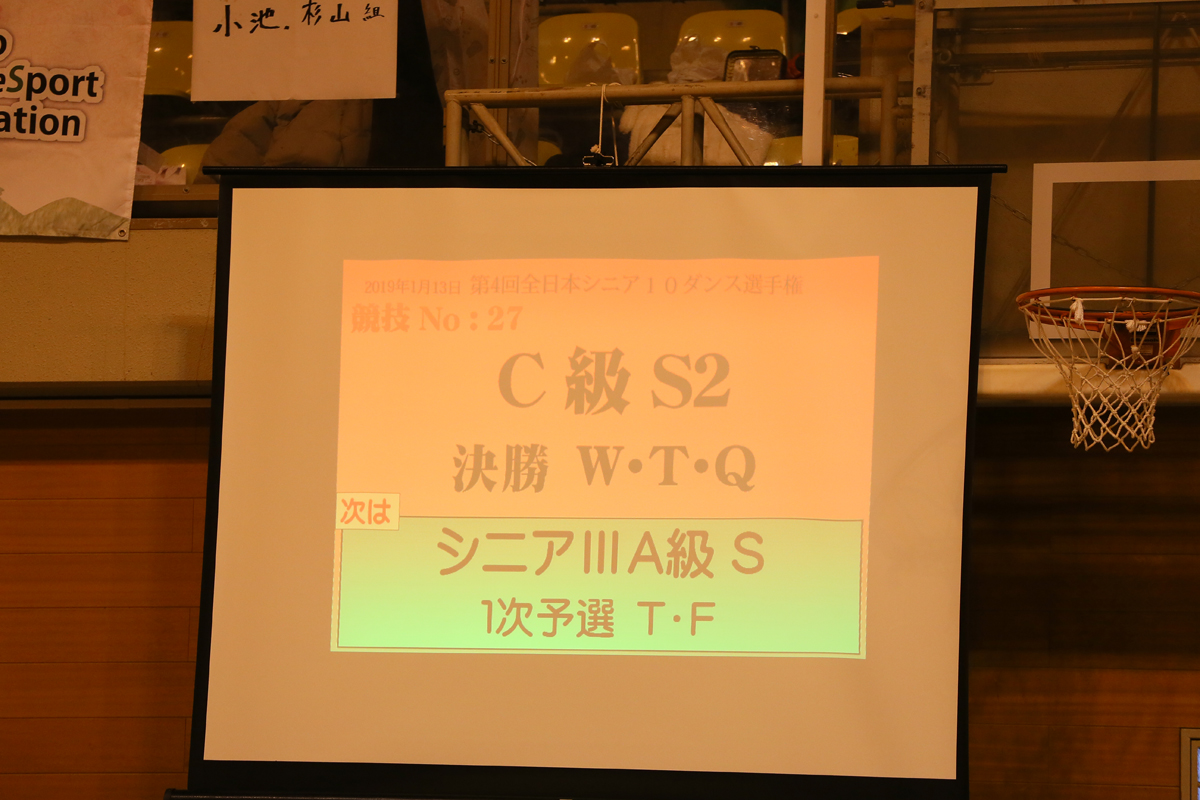 小池.杉山組
eSport
ation
2019年1月13日 第4回全日本シニア10ダンス選手権
競技 No : 27
C 級 S2
決勝 W・T・Q
次は
シニアⅢA級 S
1次予選 T・F